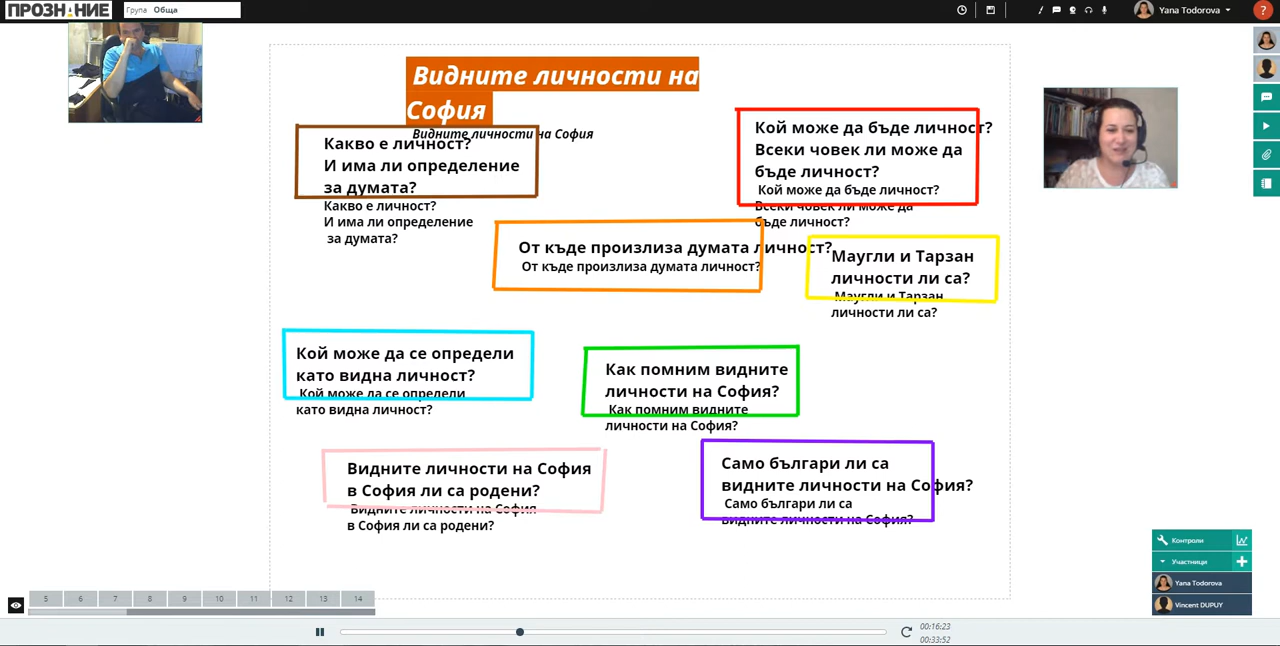 ПРОЗНАНИЕ
Група Обща
Yana Todorova
?
Видните личности на
София
Видните личности на София
Какво е личност?
И има ли определение
за думата?
Какво е личност?
И има ли определение
за думата?
Кой може да бъде личност?
Всеки човек ли може да
бъде личност?
Кой може да бъде личност?
Всеки човек ли може да
бъде личност?
От къде произлиза думата личност?
От къде произлиза думата личност?
Маугли и Тарзан
личности ли са?
Маугли и Тарзан
личности ли са?
Кой може да се определи
като видна личност?
Кой може да се определи
като видна личност?
Как помним видните
личности на София?
Как помним видните
личности на София?
Видните личности на София
в София ли са родени?
Видните личности на София
в София ли са родени?
Само българи ли са
видните личности на София?
Само българи ли са
видните личности на София?
Контроли
Участници
Yana Todorova
Vincent DUPUY
5 6 7 8 9 10 11 12 13 14
00:16:23
00:33:52